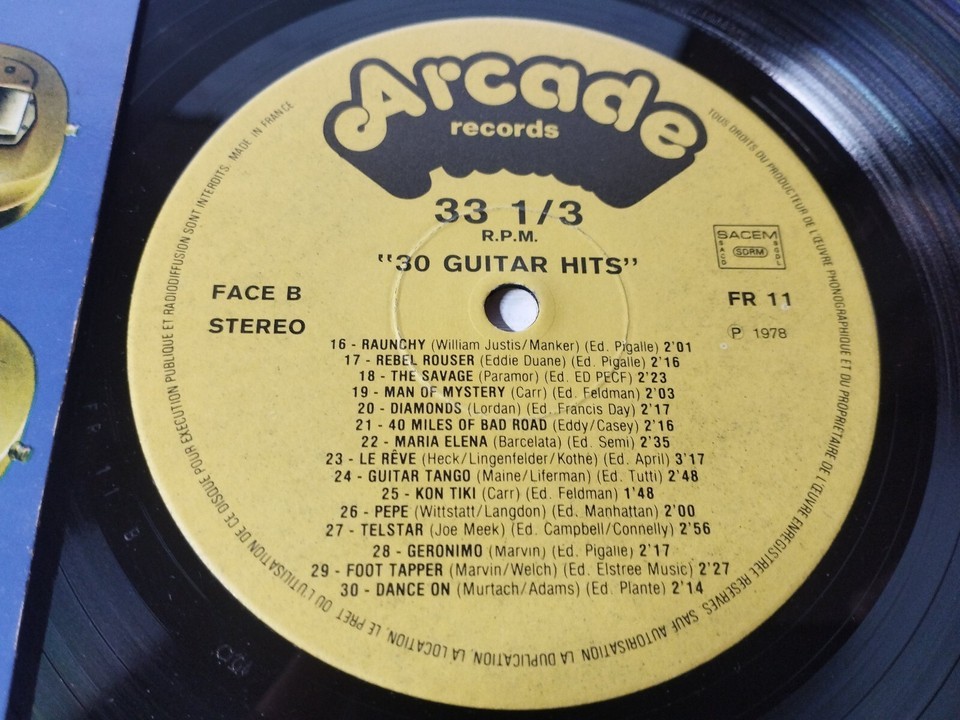 Arcade
records
33 1/3
R.P.M.
"30 GUITAR HITS"
FACE B
STEREO
SACEM
SACD
SDRM
SGDL
FR 11
Ⓟ 1978
16 - RAUNCHY (William Justis/Manker) (Ed. Pigalle) 2'01
17 - REBEL ROUSER (Eddie Duane) (Ed. Pigalle) 2'16
18 - THE SAVAGE (Paramor) (Ed. ED PECF) 2'23
19 - MAN OF MYSTERY (Carr) (Ed. Feldman) 2'03
20 - DIAMONDS (Lordan) (Ed. Francis Day) 2'17
21 - 40 MILES OF BAD ROAD (Eddy/Casey) 2'16
22 - MARIA ELENA (Barcelata) (Ed. Semi) 2'35
23 - LE RÊVE (Heck/Lingenfelder/Kothe) (Ed. April) 3'17
24 - GUITAR TANGO (Maine/Liferman) (Ed. Tutti) 2'48
25 - KON TIKI (Carr) (Ed. Feldman) 1'48
26 - PEPE (Wittstatt/Langdon) (Ed. Manhattan) 2'00
27 - TELSTAR (Joe Meek) (Ed. Campbell/Connelly) 2'56
28 - GERONIMO (Marvin) (Ed. Pigalle) 2'17
29 - FOOT TAPPER (Marvin/Welch) (Ed. Elstree Music) 2'27
30 - DANCE ON (Murtach/Adams) (Ed. Plante) 2'14
TOUS DROITS DU PRODUCTEUR DE L'ŒUVRE PHONOGRAPHIQUE ET DU PROPRIETAIRE DE L'ŒUVRE ENREGISTREE RESERVES. SAUF AUTORISATION, LA DUPLICATION, LA LOCATION, LE PRET OU L'UTILISATION DE CE DISQUE POUR EXECUTION PUBLIQUE ET RADIODIFFUSION SONT INTERDITS. MADE IN FRANCE